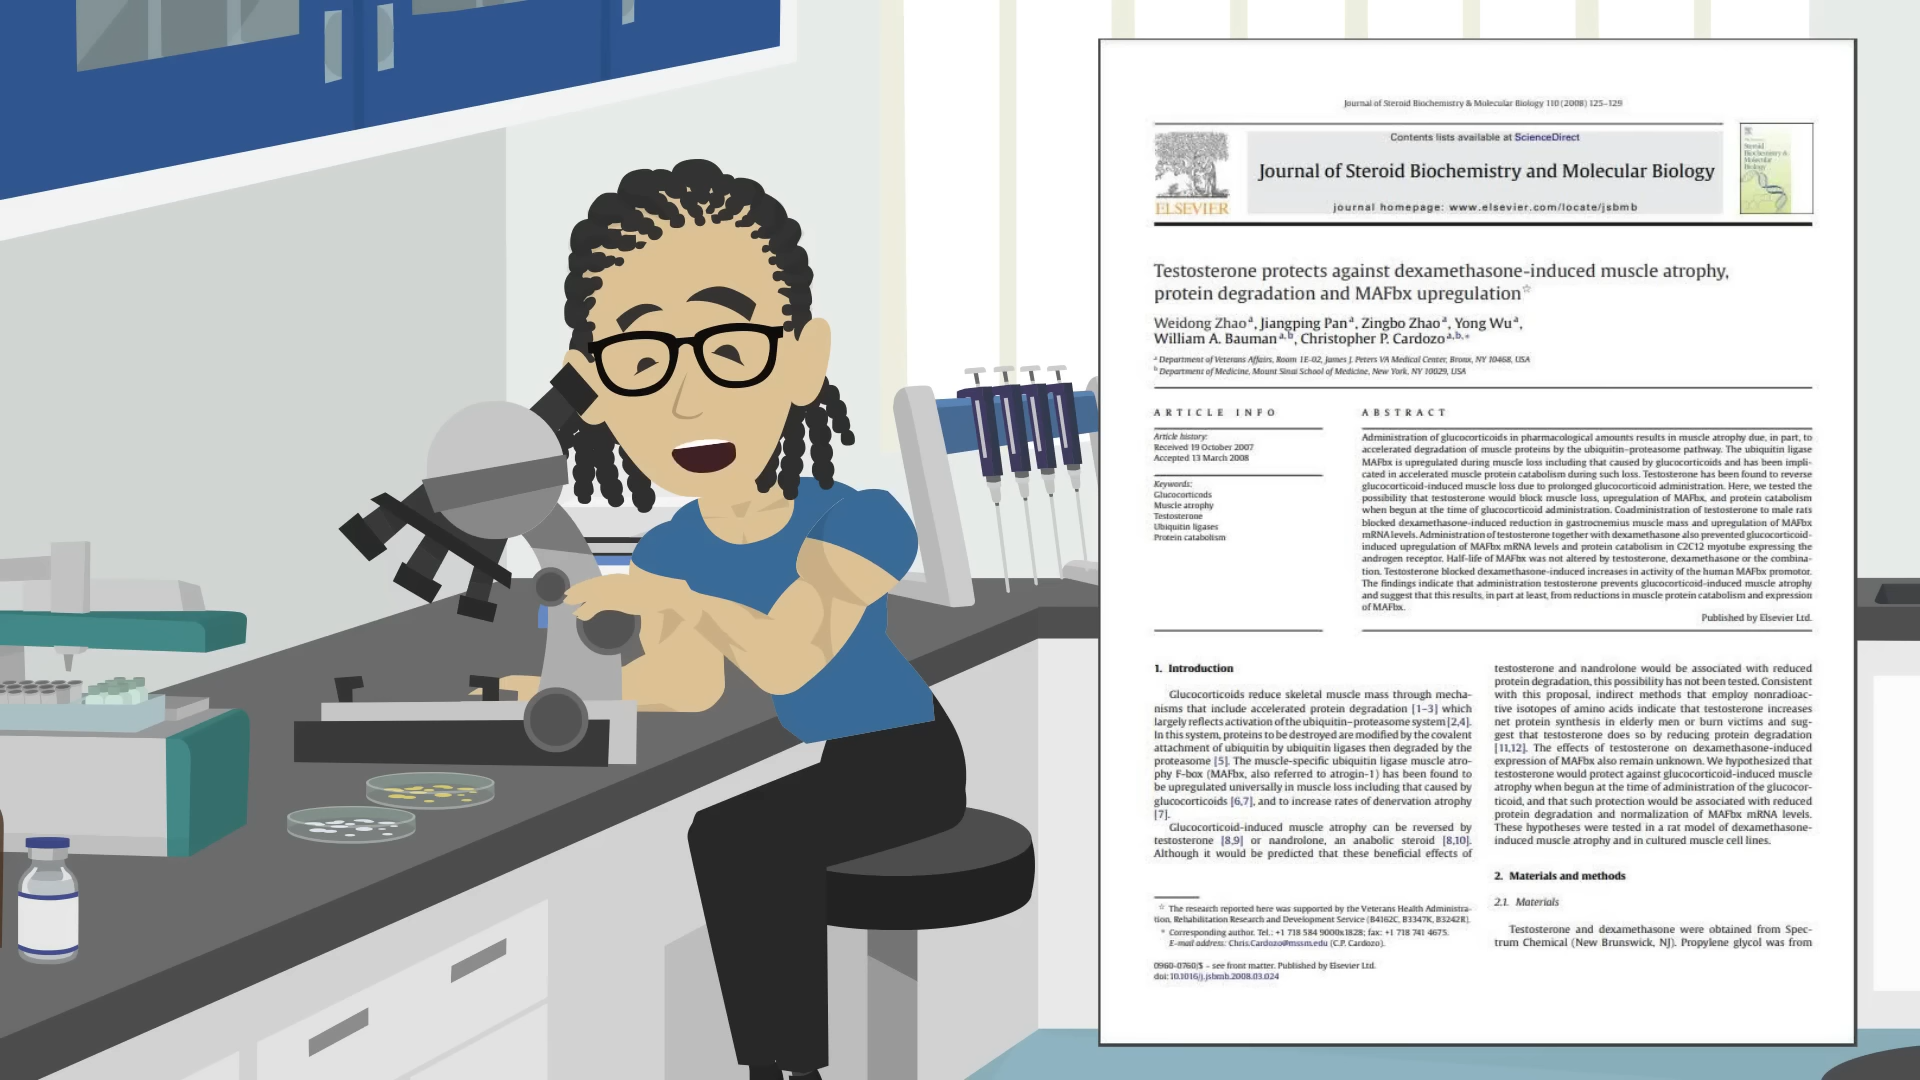 Journal of Steroid Biochemistry & Molecular Biology 110 (2008) 125–129
Contents lists available at ScienceDirect
Journal of Steroid Biochemistry and Molecular Biology
journal homepage: www.elsevier.com/locate/jsbmb
ELSEVIER
Steroid
Biochemistry &
Molecular
Biology
Testosterone protects against dexamethasone-induced muscle atrophy,
protein degradation and MAFbx upregulation☆
Weidong Zhao a, Jiangping Pan a, Zingbo Zhao a, Yong Wu a,
William A. Bauman a,b, Christopher P. Cardozo a,b,*
a Department of Veterans Affairs, Room 1E-02, James J. Peters VA Medical Center, Bronx, NY 10468, USA
b Department of Medicine, Mount Sinai School of Medicine, New York, NY 10029, USA
ARTICLE INFO
Article history:
Received 19 October 2007
Accepted 13 March 2008
Keywords:
Glucocorticods
Muscle atrophy
Testosterone
Ubiquitin ligases
Protein catabolism
ABSTRACT
Administration of glucocorticoids in pharmacological amounts results in muscle atrophy due, in part, to
accelerated degradation of muscle proteins by the ubiquitin–proteasome pathway. The ubiquitin ligase
MAFbx is upregulated during muscle loss including that caused by glucocorticoids and has been impli-
cated in accelerated muscle protein catabolism during such loss. Testosterone has been found to reverse
glucocorticoid-induced muscle loss due to prolonged glucocorticoid administration. Here, we tested the
possibility that testosterone would block muscle loss, upregulation of MAFbx, and protein catabolism
when begun at the time of glucocorticoid administration. Coadministration of testosterone to male rats
blocked dexamethasone-induced reduction in gastrocnemius muscle mass and upregulation of MAFbx
mRNA levels. Administration of testosterone together with dexamethasone also prevented glucocorticoid-
induced upregulation of MAFbx mRNA levels and protein catabolism in C2C12 myotube expressing the
androgen receptor. Half-life of MAFbx was not altered by testosterone, dexamethasone or the combina-
tion. Testosterone blocked dexamethasone-induced increases in activity of the human MAFbx promotor.
The findings indicate that administration testosterone prevents glucocorticoid-induced muscle atrophy
and suggest that this results, in part at least, from reductions in muscle protein catabolism and expression
of MAFbx.
Published by Elsevier Ltd.
1. Introduction
Glucocorticoids reduce skeletal muscle mass through mecha-
nisms that include accelerated protein degradation [1–3] which
largely reflects activation of the ubiquitin–proteasome system [2,4].
In this system, proteins to be destroyed are modified by the covalent
attachment of ubiquitin by ubiquitin ligases then degraded by the
proteasome [5]. The muscle-specific ubiquitin ligase muscle atro-
phy F-box (MAFbx, also referred to atrogin-1) has been found to
be upregulated universally in muscle loss including that caused by
glucocorticoids [6,7], and to increase rates of denervation atrophy
[7].
Glucocorticoid-induced muscle atrophy can be reversed by
testosterone [8,9] or nandrolone, an anabolic steroid [8,10].
Although it would be predicted that these beneficial effects of
☆ The research reported here was supported by the Veterans Health Administra-
tion, Rehabilitation Research and Development Service (B4162C, B3347K, B3242R).
* Corresponding author. Tel.: +1 718 584 9000x1828; fax: +1 718 741 4675.
E-mail address: Chris.Cardozo@mssm.edu (C.P. Cardozo).
0960-0760/$ – see front matter. Published by Elsevier Ltd.
doi:10.1016/j.jsbmb.2008.03.024
testosterone and nandrolone would be associated with reduced
protein degradation, this possibility has not been tested. Consistent
with this proposal, indirect methods that employ nonradioac-
tive isotopes of amino acids indicate that testosterone increases
net protein synthesis in elderly men or burn victims and sug-
gest that testosterone does so by reducing protein degradation
[11,12]. The effects of testosterone on dexamethasone-induced
expression of MAFbx also remain unknown. We hypothesized that
testosterone would protect against glucocorticoid-induced muscle
atrophy when begun at the time of administration of the glucocor-
ticoid, and that such protection would be associated with reduced
protein degradation and normalization of MAFbx mRNA levels.
These hypotheses were tested in a rat model of dexamethasone-
induced muscle atrophy and in cultured muscle cell lines.
2. Materials and methods
2.1. Materials
Testosterone and dexamethasone were obtained from Spec-
trum Chemical (New Brunswick, NJ). Propylene glycol was from